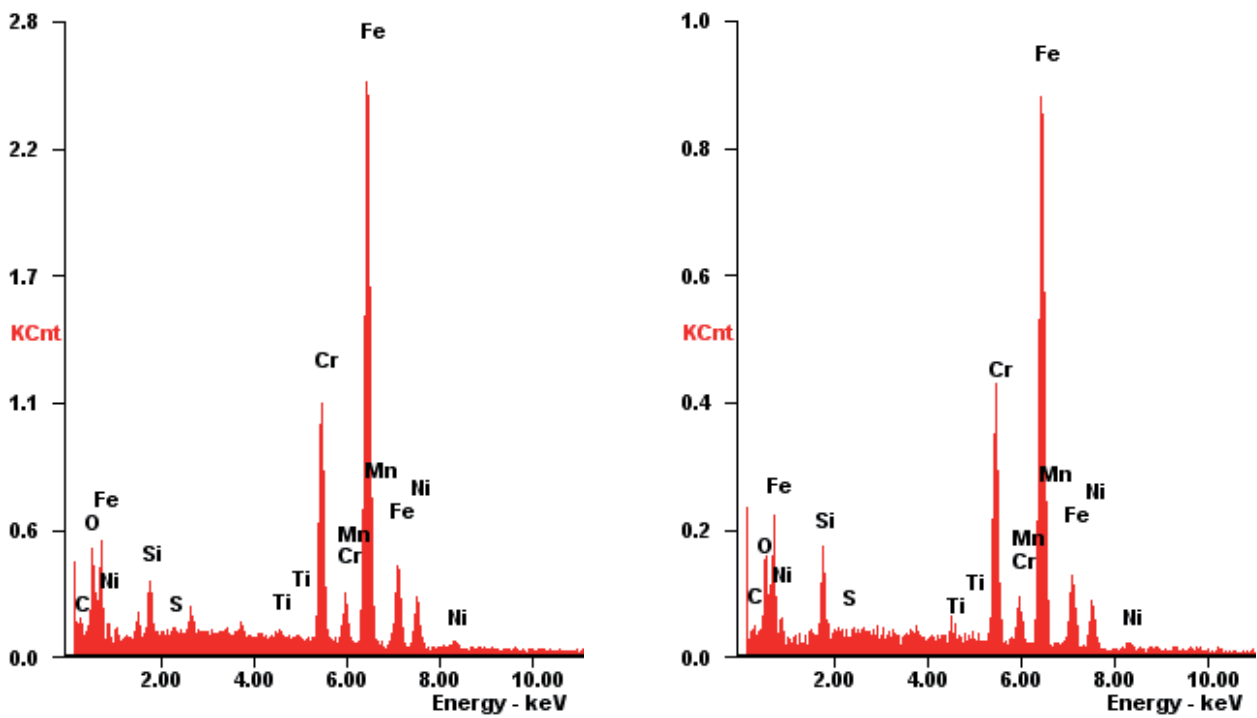 2.8
Fe
2.2
1.7
KCnt
Cr
1.1
Mn
Ni
Fe
Fe
O
0.6
Mn
Si
Cr
Ni
Ti
C
S
Ti
Ni
0.0
2.00 4.00 6.00 8.00 10.00
Energy - keV
1.0
Fe
0.8
0.6
KCnt
Cr
0.4
Mn
Ni
Fe
Fe
Si
0.2
O
Mn
Cr
Ni
Ti
C
S
Ti
Ni
0.0
2.00 4.00 6.00 8.00 10.00
Energy - keV